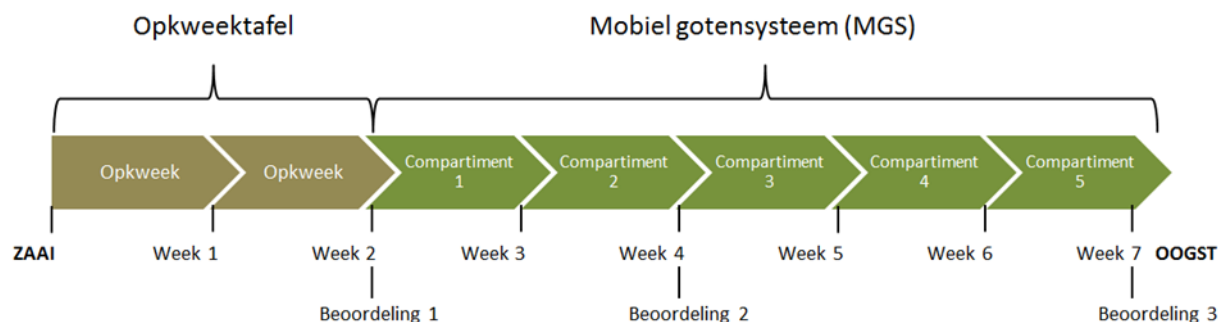 Opkweektafel
Mobiel gotensysteem (MGS)
Opkweek
Opkweek
Compartiment
1
Compartiment
2
Compartiment
3
Compartiment
4
Compartiment
5
ZAAI
Week 1
Week 2
Week 3
Week 4
Week 5
Week 6
Week 7
OOGST
Beoordeling 1
Beoordeling 2
Beoordeling 3